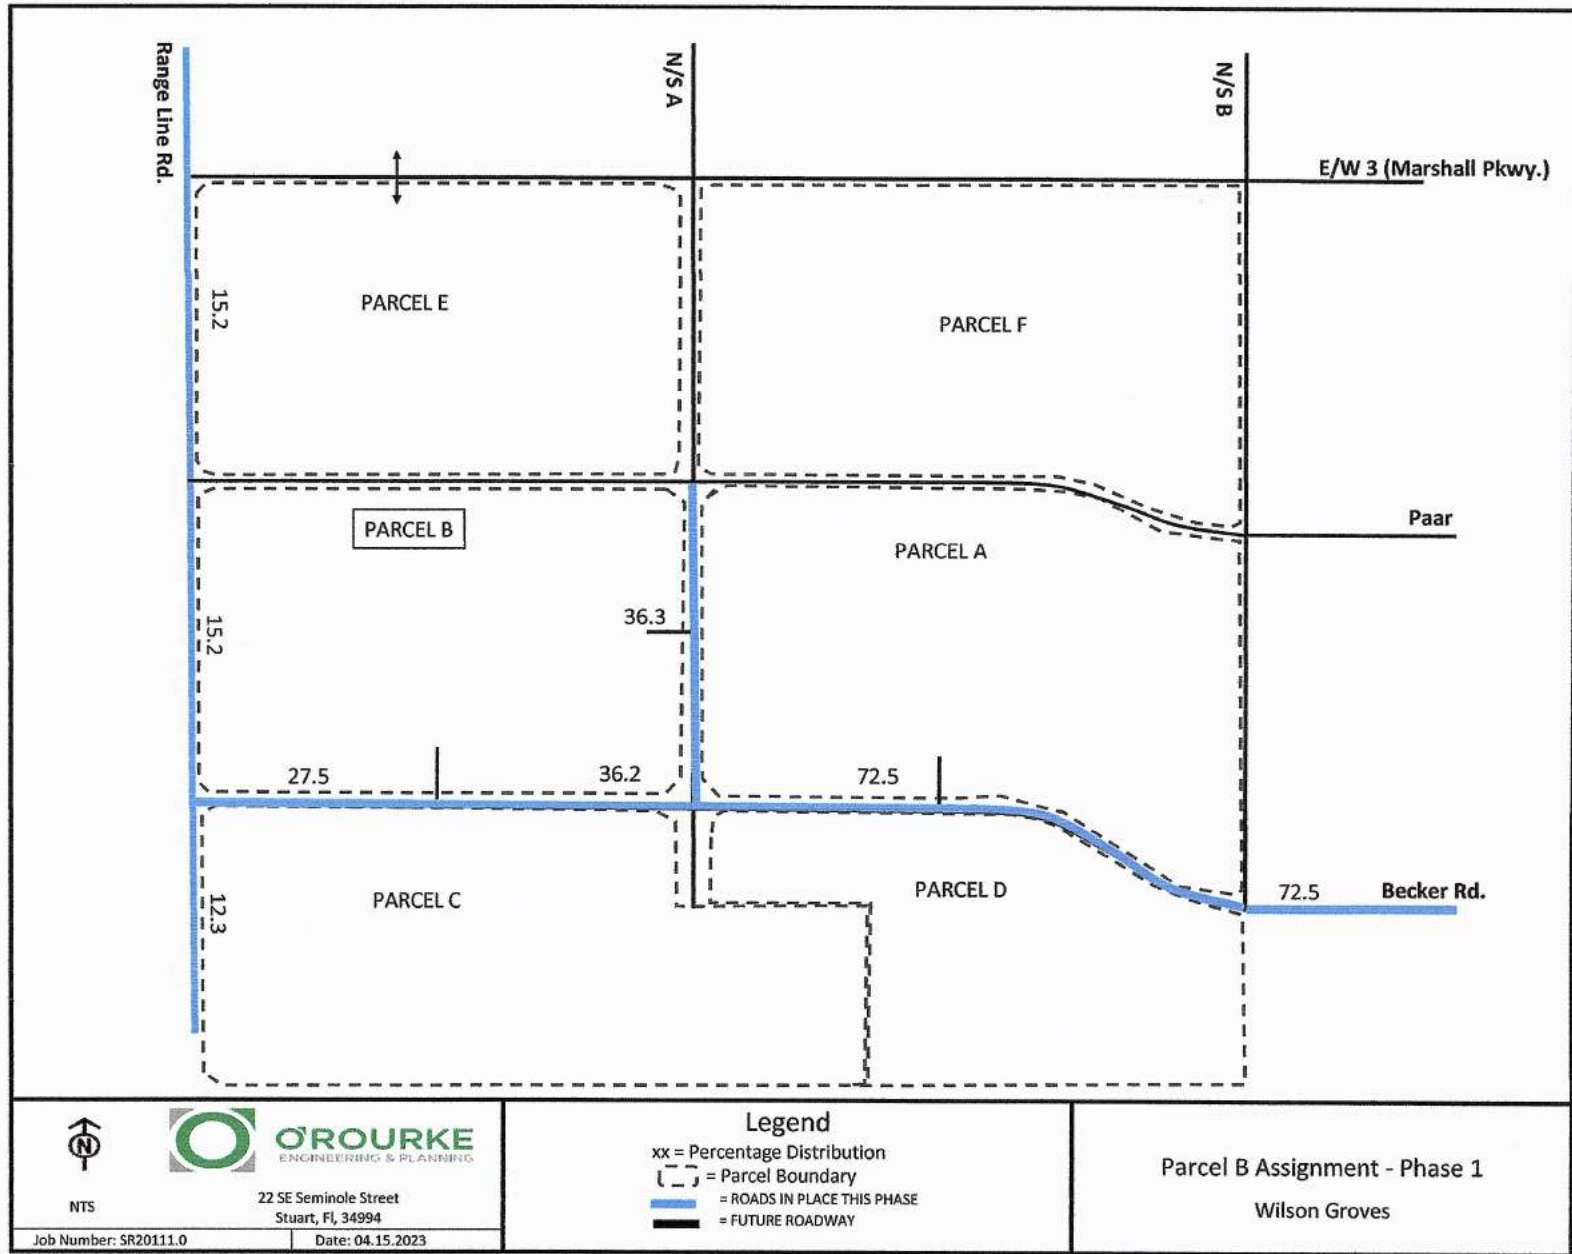 Range Line Rd.
N/S A
N/S B
E/W 3 (Marshall Pkwy.)
15.2
PARCEL E
PARCEL F
Paar
PARCEL B
PARCEL A
15.2
36.3
27.5
36.2
72.5
12.3
PARCEL C
PARCEL D
72.5
Becker Rd.
N
NTS
O'ROURKE
ENGINEERING & PLANNING
22 SE Seminole Street
Stuart, Fl, 34994
Job Number: SR20111.0
Date: 04.15.2023
Legend
xx = Percentage Distribution
= Parcel Boundary
= ROADS IN PLACE THIS PHASE
= FUTURE ROADWAY
Parcel B Assignment - Phase 1
Wilson Groves